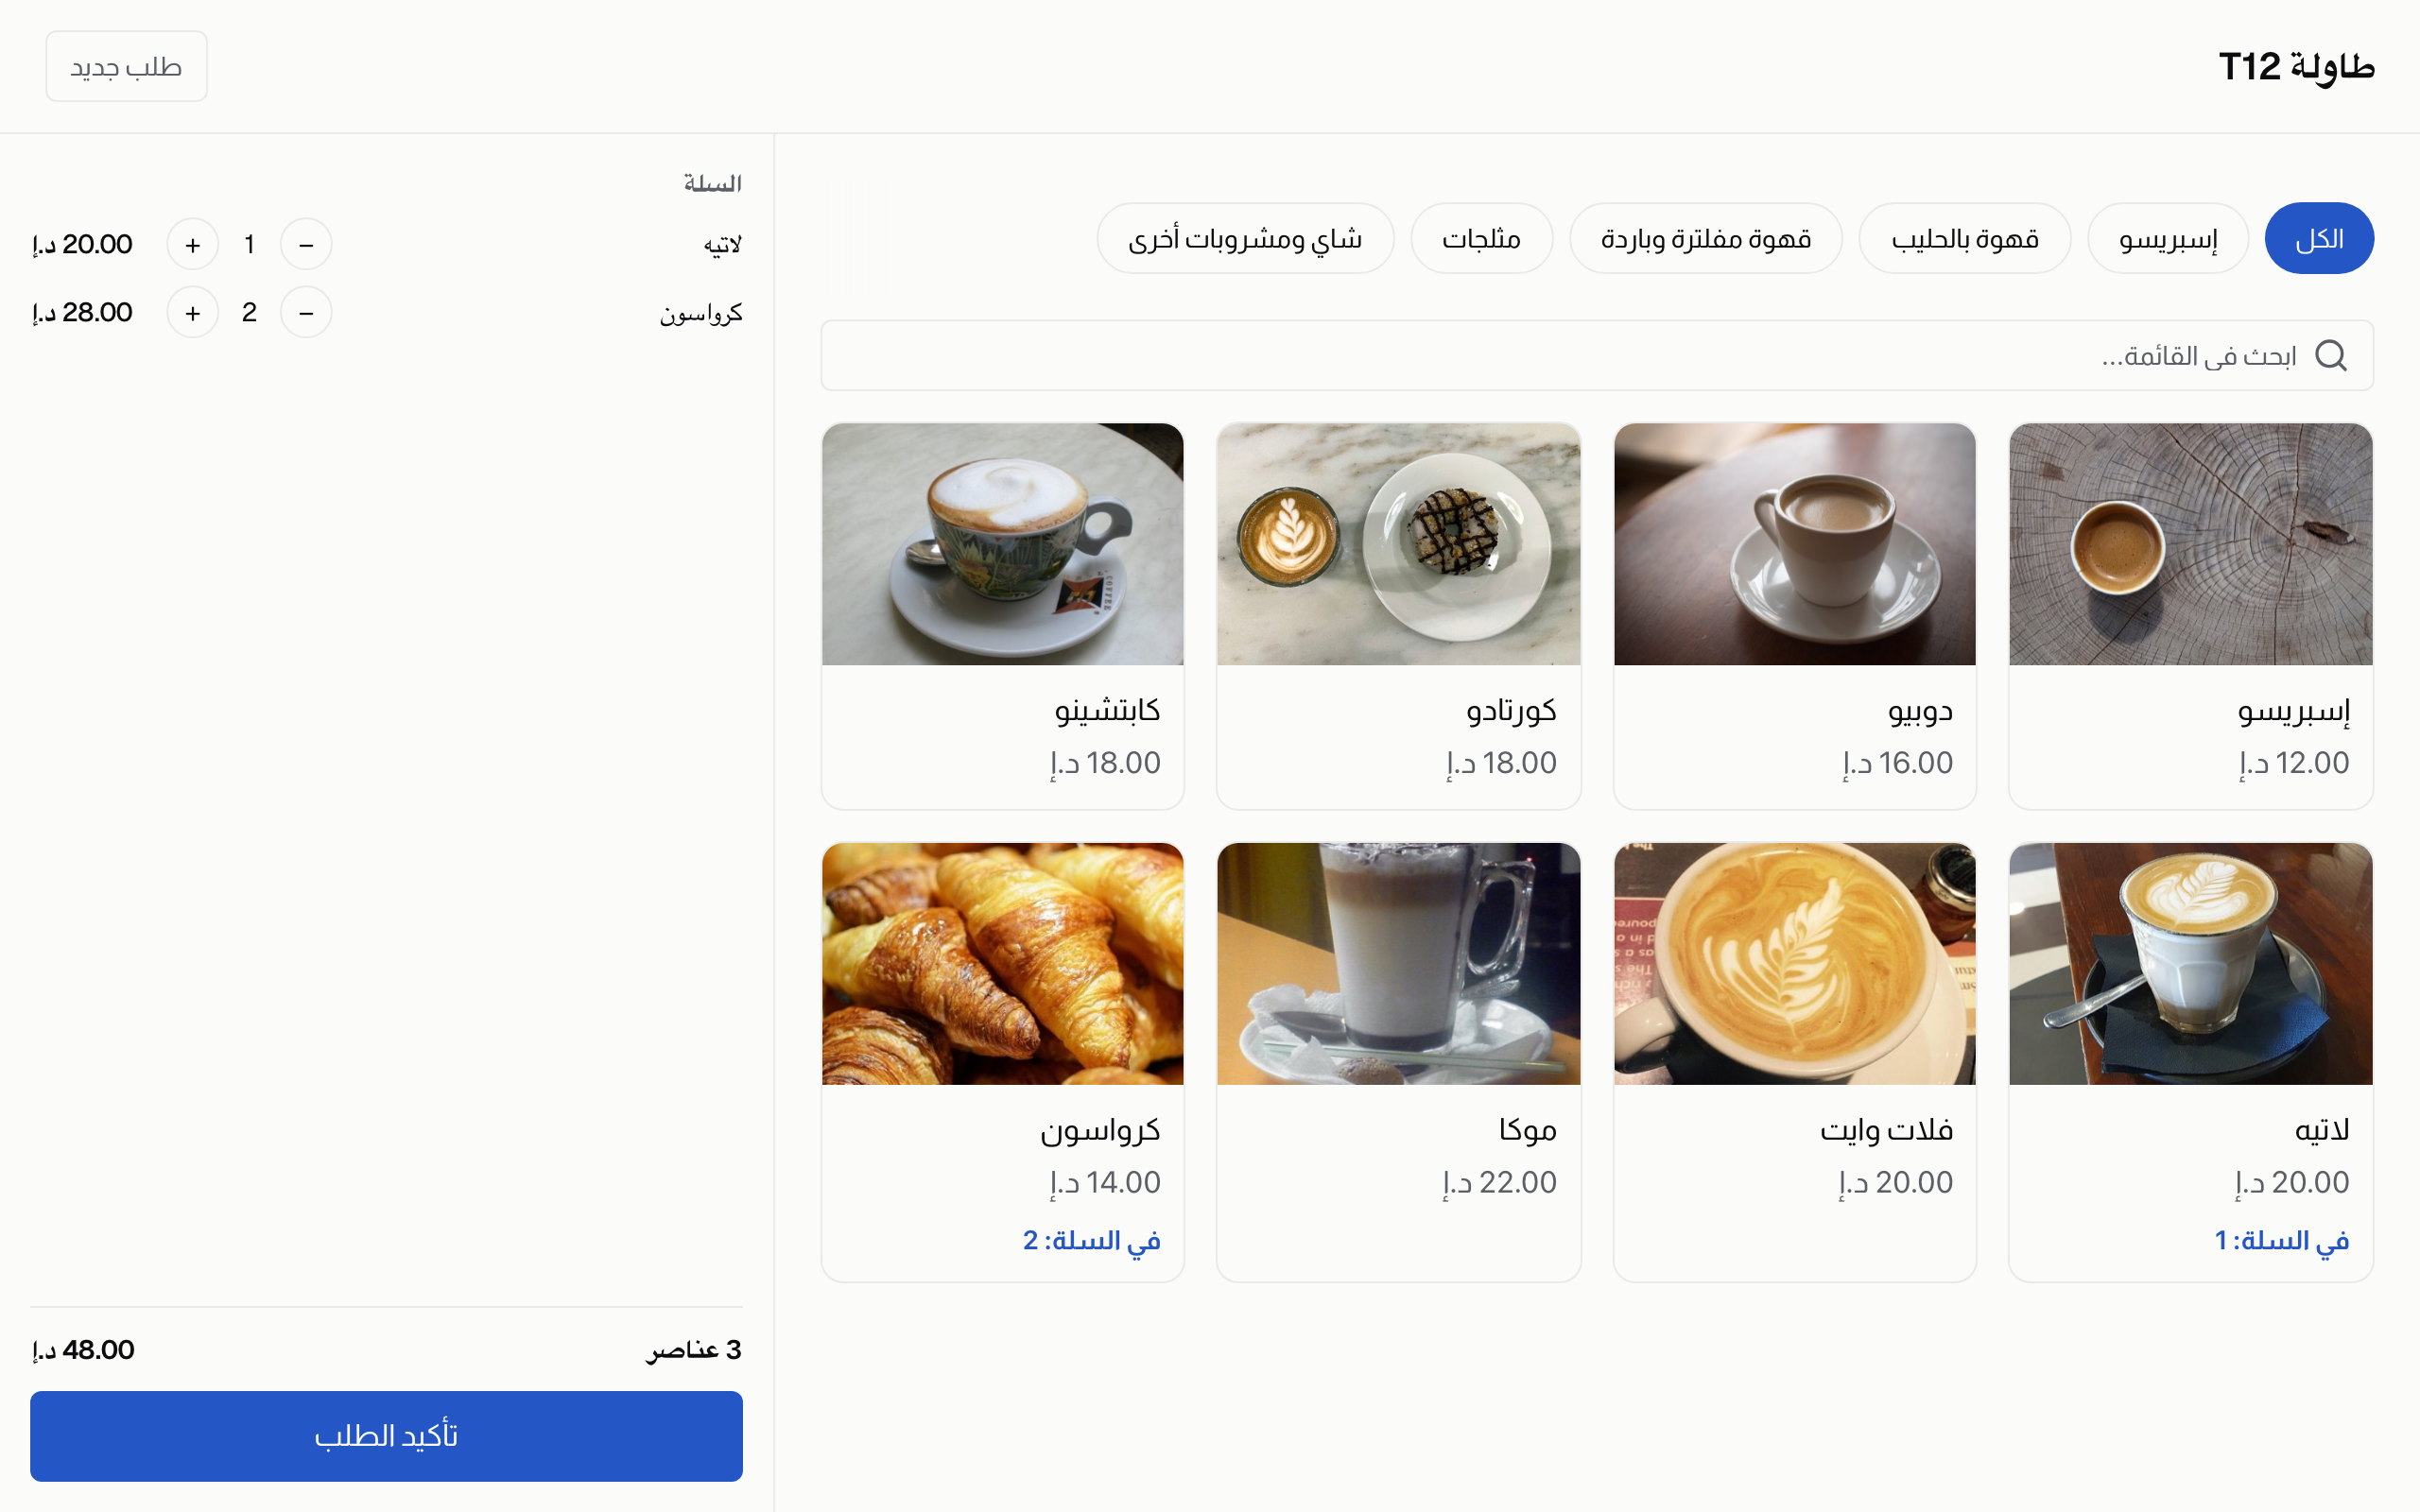 طاولة T12
طلب جديد
الكل
إسبريسو
قهوة بالحليب
قهوة مفلترة وباردة
مثلجات
شاي ومشروبات أخرى
ابحث في القائمة...
إسبريسو
12.00 د.إ
دوبيو
16.00 د.إ
كورتادو
18.00 د.إ
كابتشينو
18.00 د.إ
لاتيه
20.00 د.إ
في السلة: 1
فلات وايت
20.00 د.إ
موكا
22.00 د.إ
كرواسون
14.00 د.إ
في السلة: 2
السلة
لاتيه − 1 + 20.00 د.إ
كرواسون − 2 + 28.00 د.إ
3 عناصر 48.00 د.إ
تأكيد الطلب